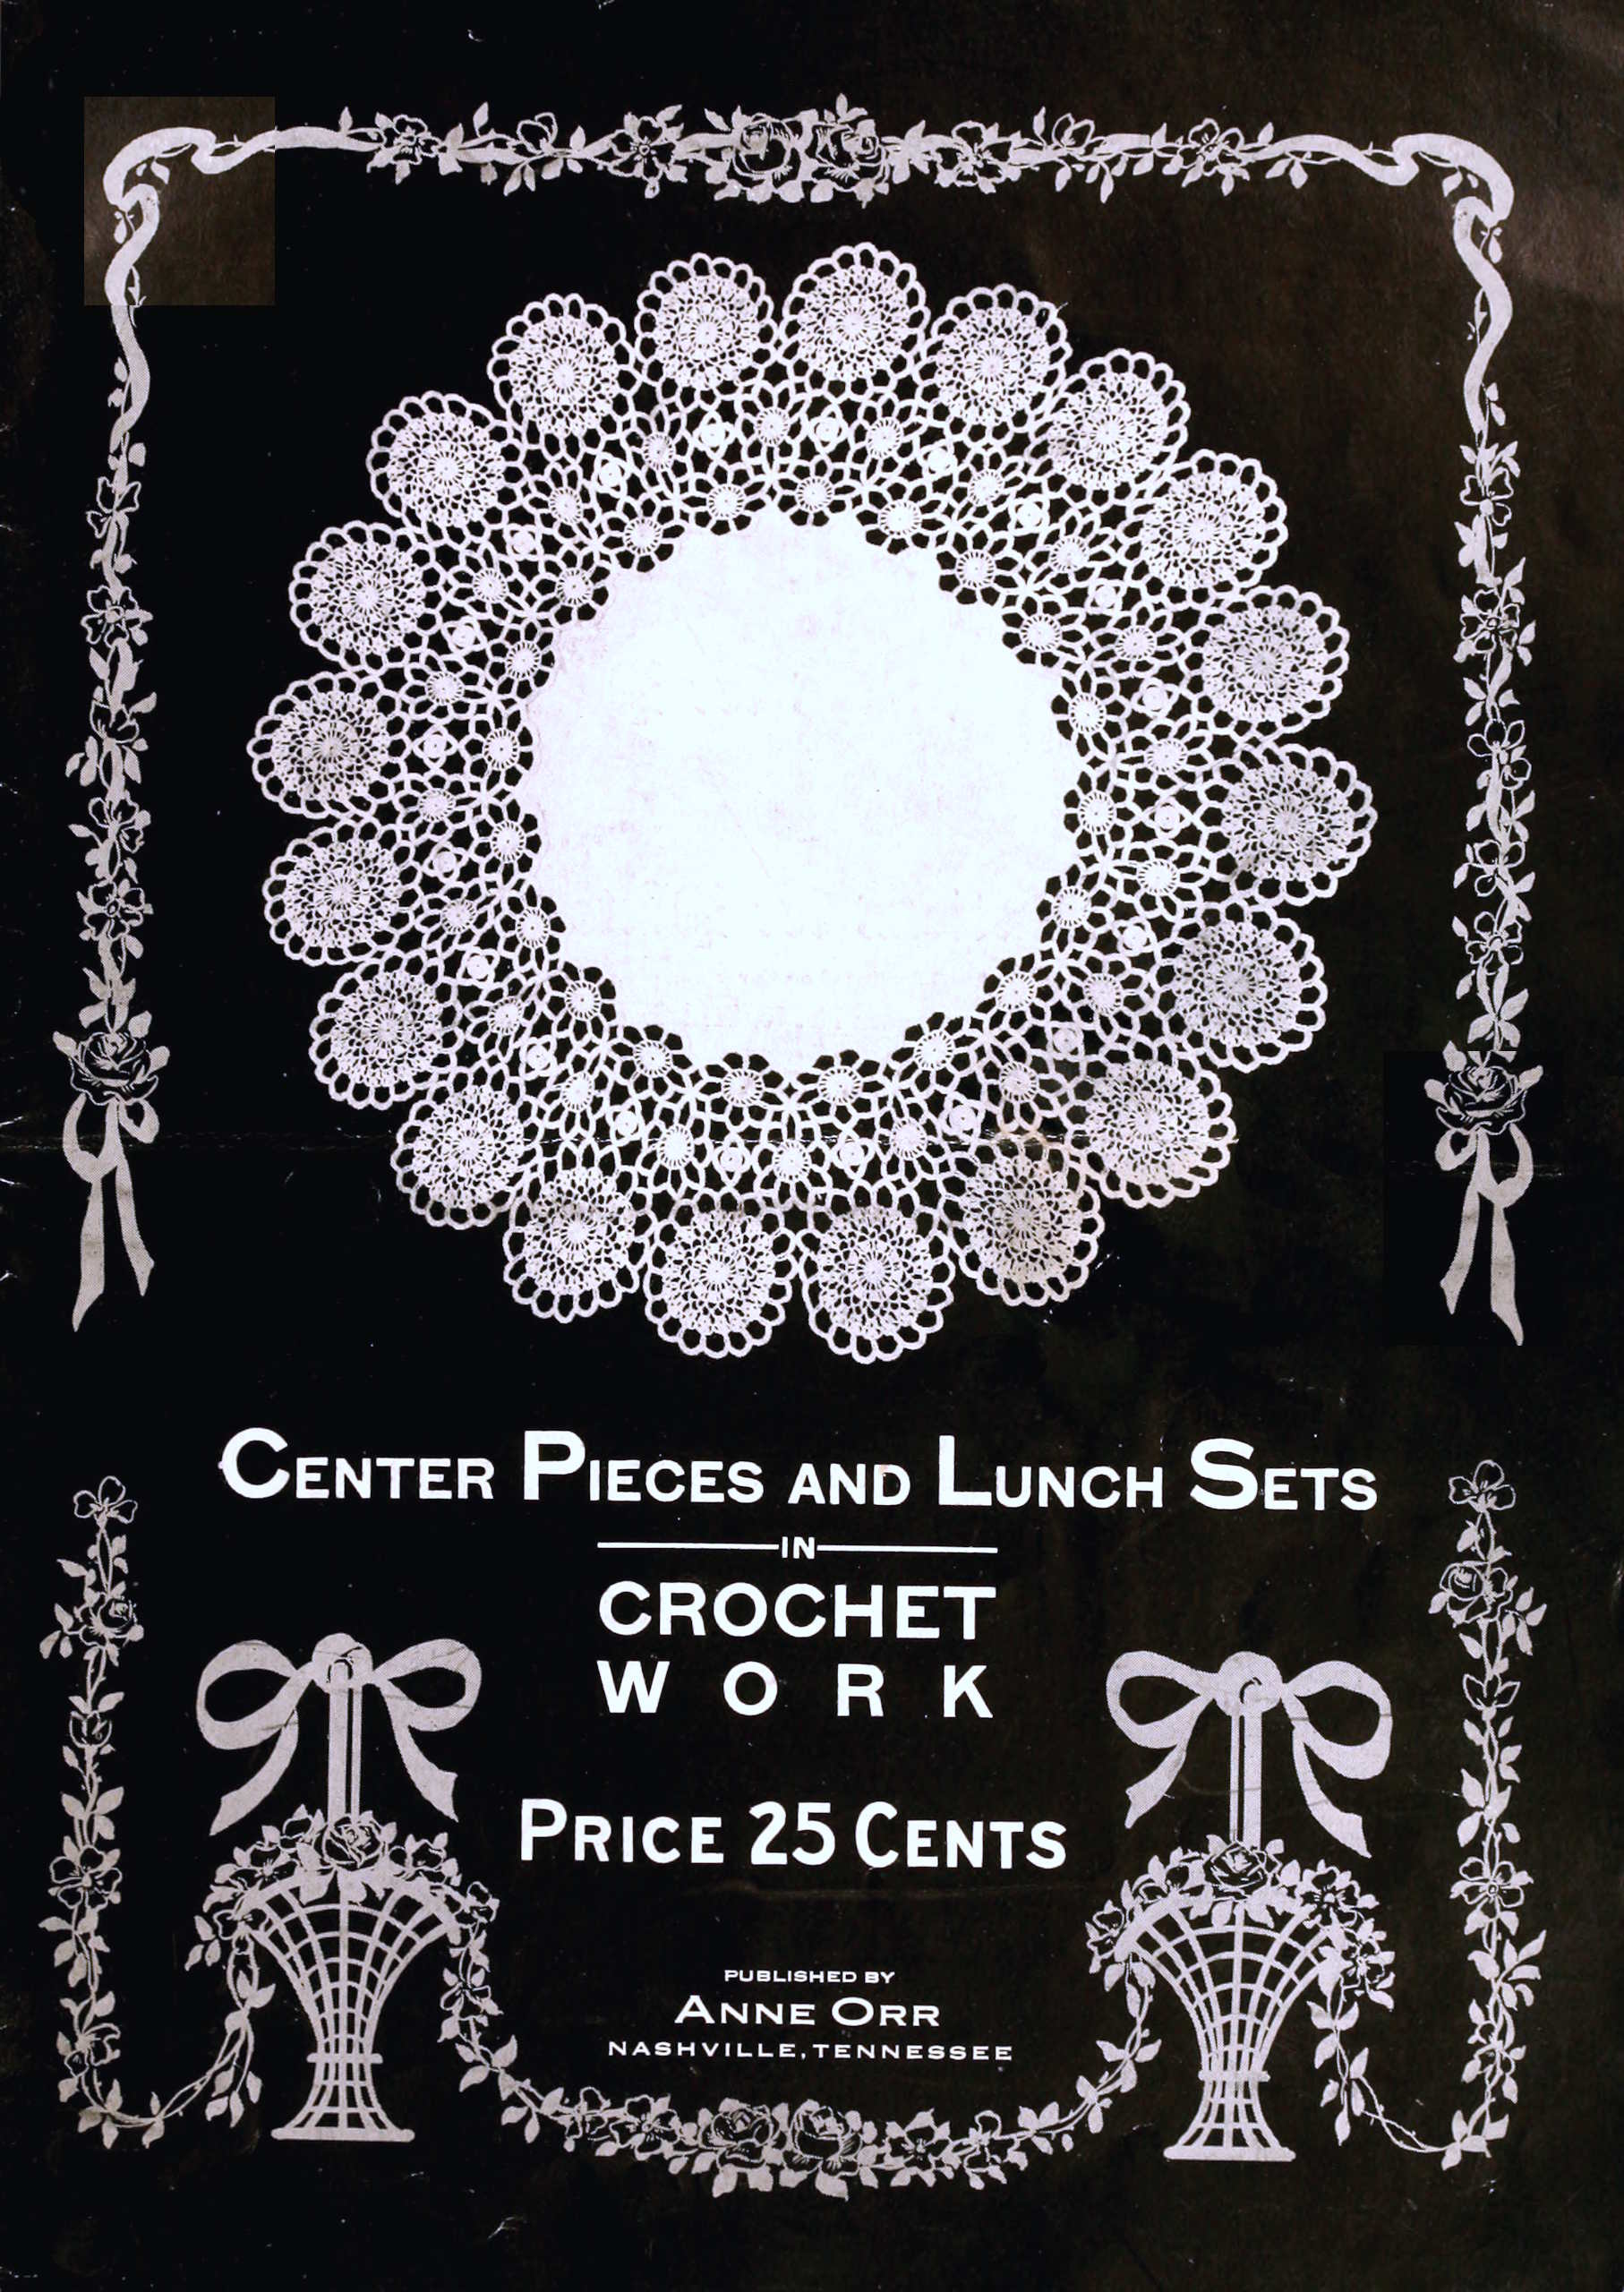 CENTER PIECES AND LUNCH SETS
IN
CROCHET
WORK
PRICE 25 CENTS
PUBLISHED BY
ANNE ORR
NASHVILLE, TENNESSEE